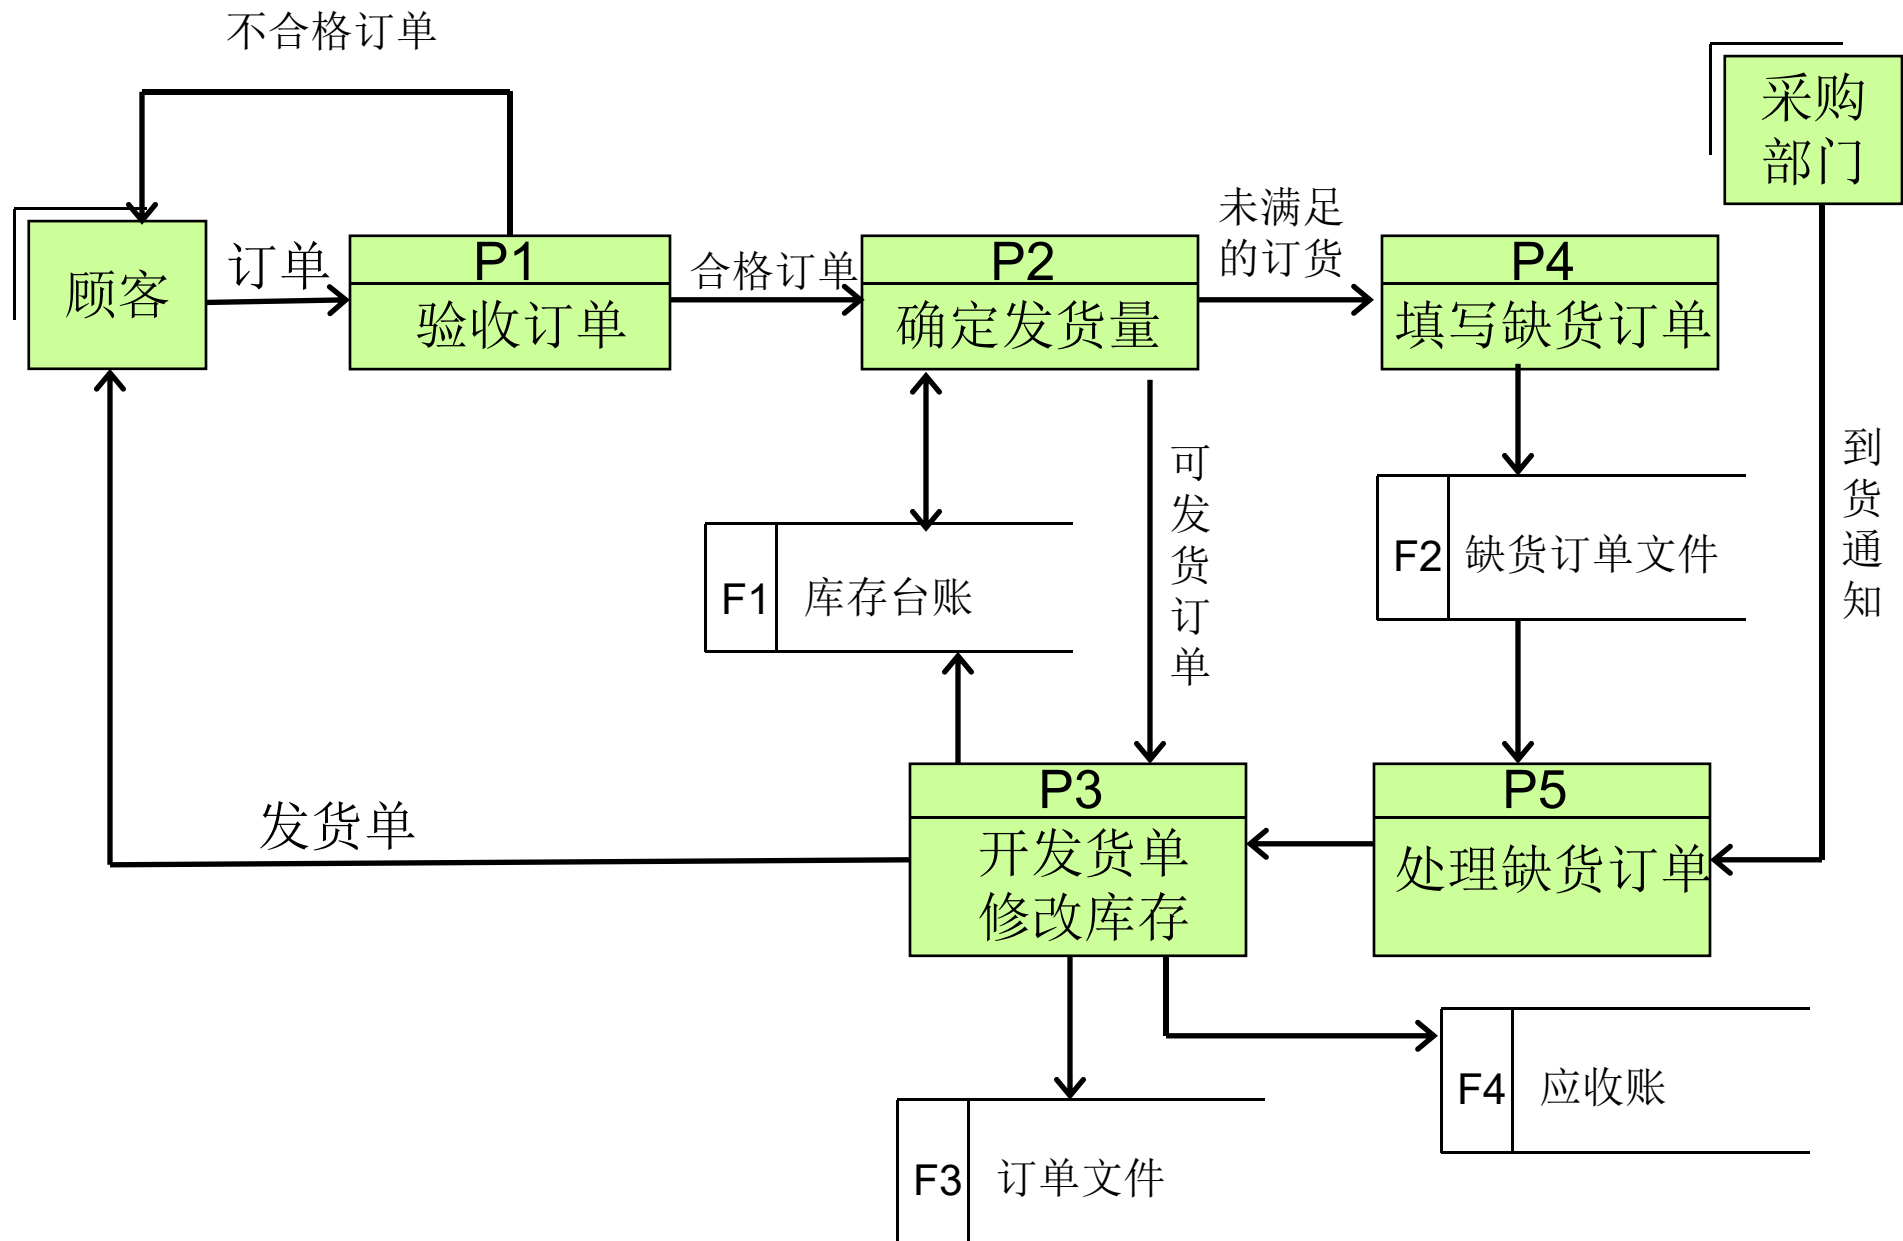 不合格订单
采购
部门
未满足
的订货
订单
合格订单
顾客
P1
验收订单
P2
确定发货量
P4
填写缺货订单
可
发
货
订
单
到
货
通
知
F1
库存台账
F2
缺货订单文件
发货单
P3
开发货单
修改库存
P5
处理缺货订单
F4
应收账
F3
订单文件